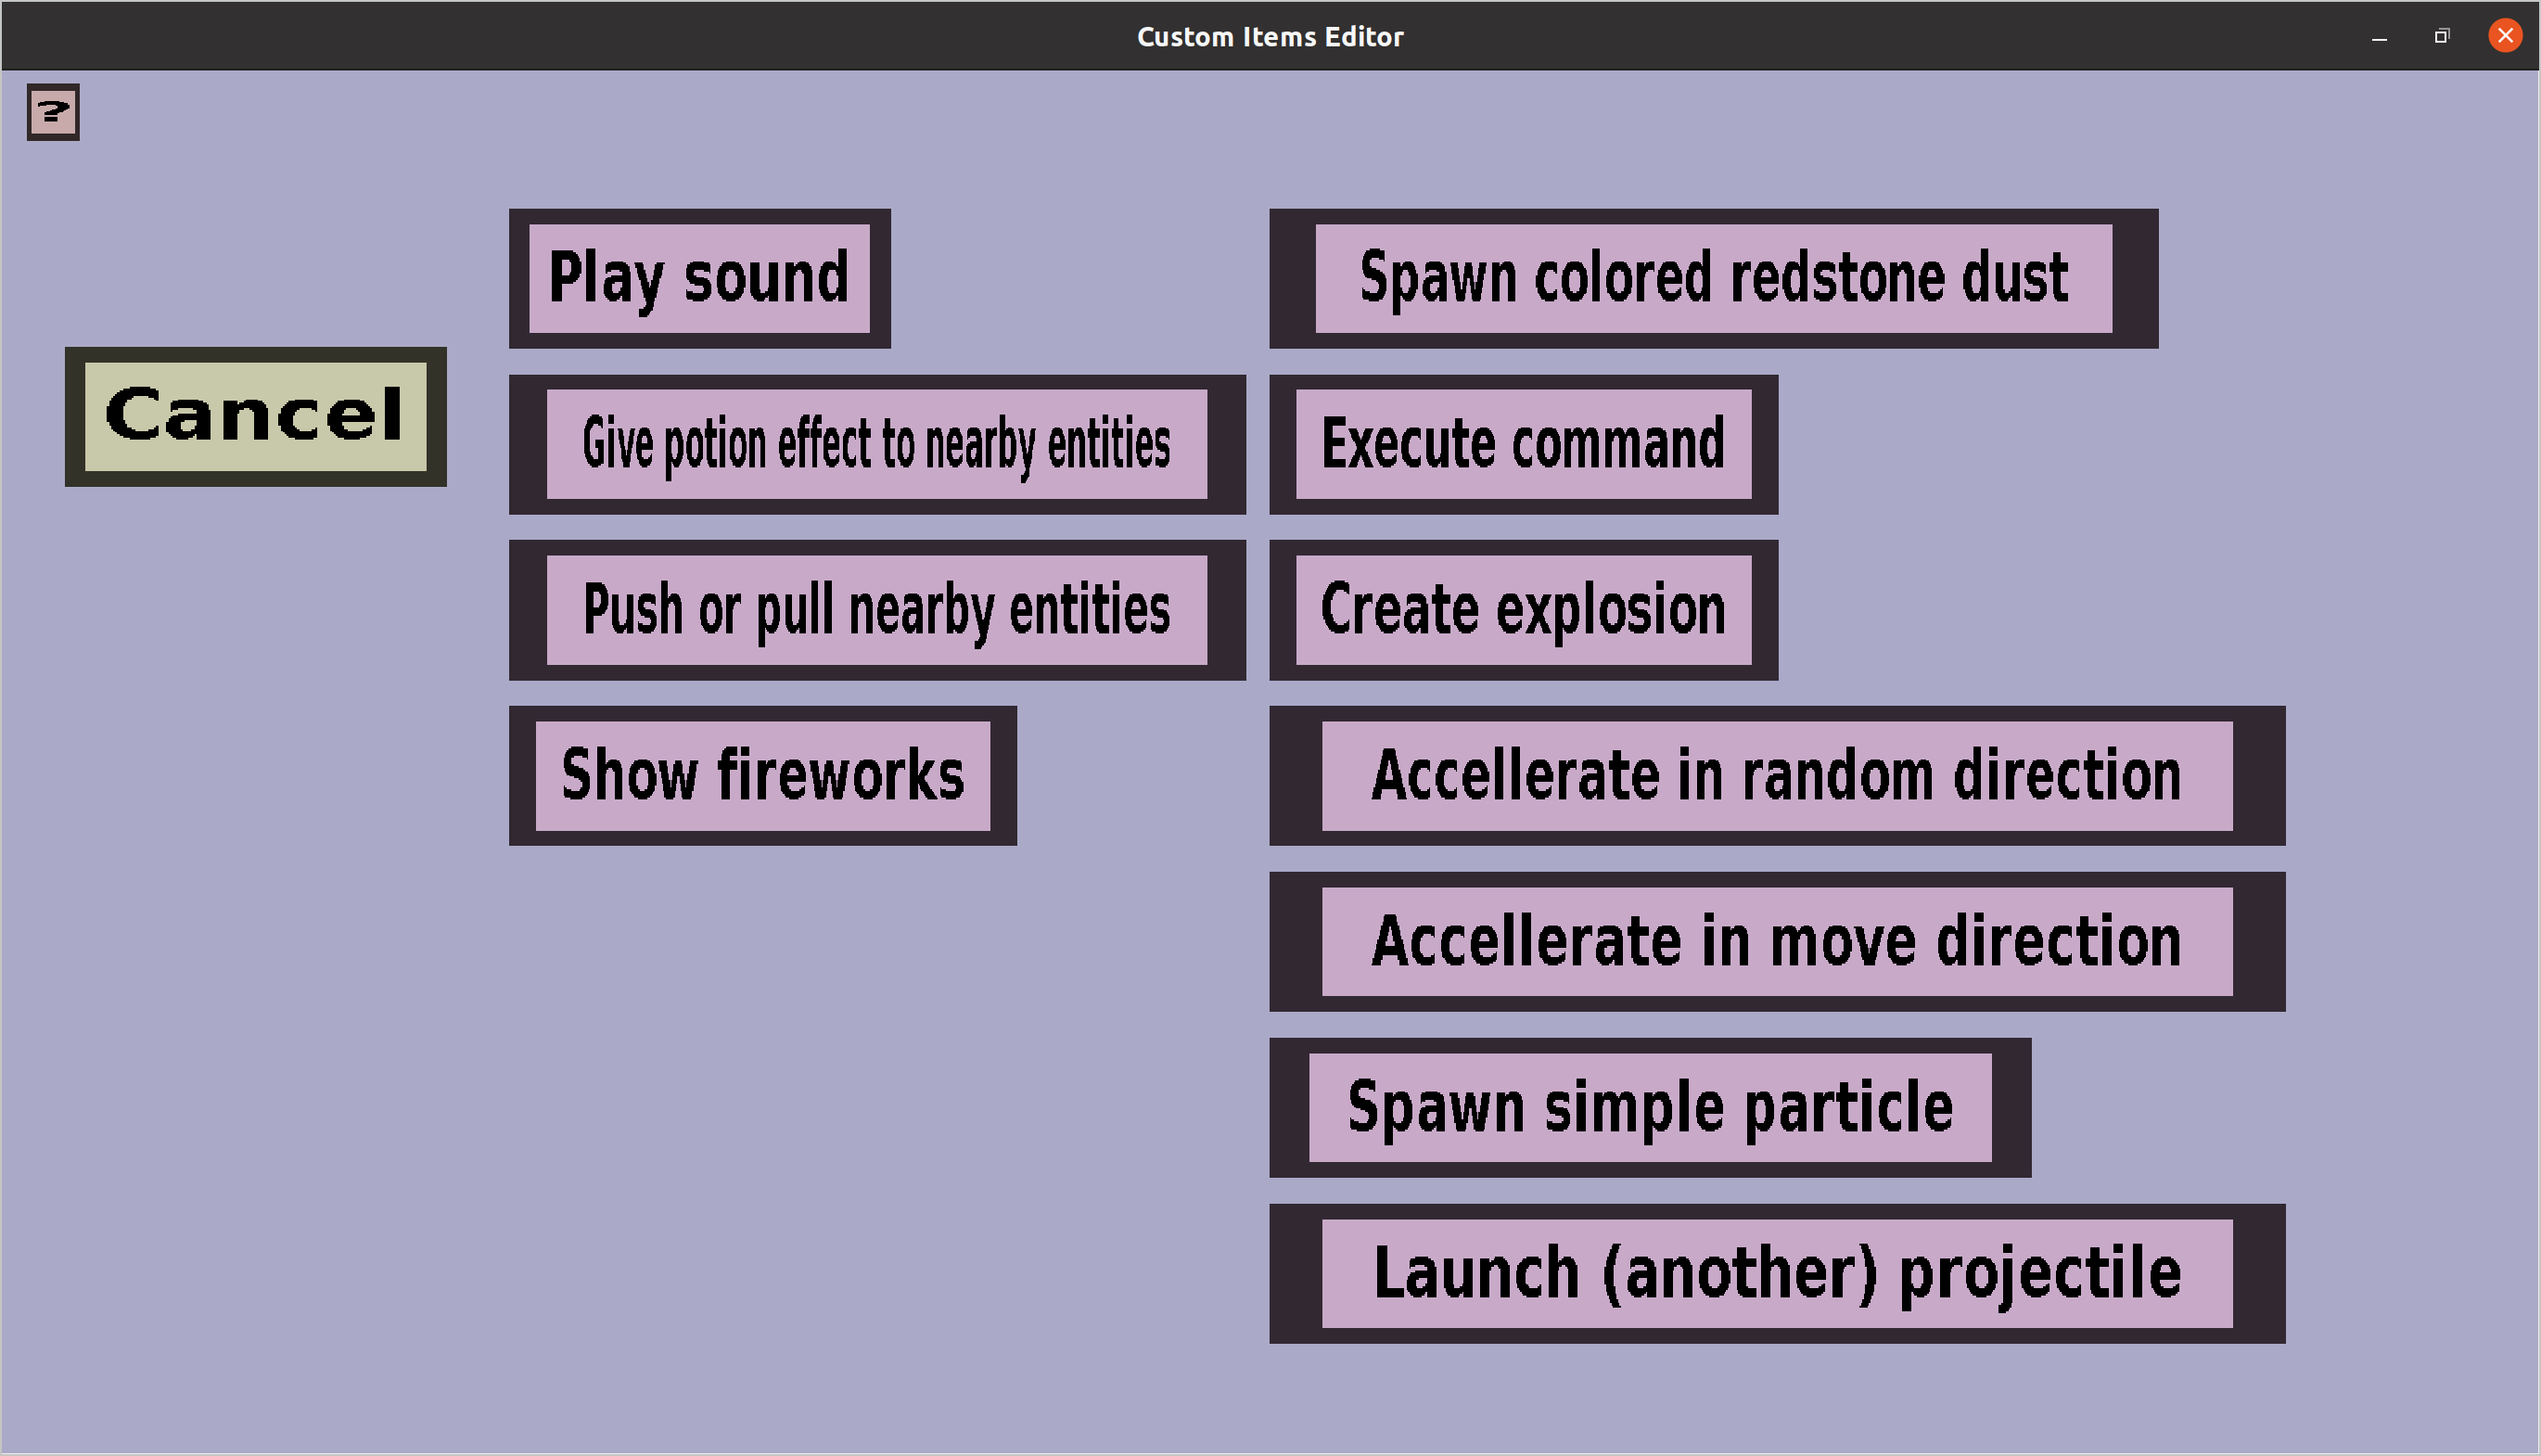 Custom Items Editor
?
Cancel
Play sound
Give potion effect to nearby entities
Push or pull nearby entities
Show fireworks
Spawn colored redstone dust
Execute command
Create explosion
Accellerate in random direction
Accellerate in move direction
Spawn simple particle
Launch (another) projectile